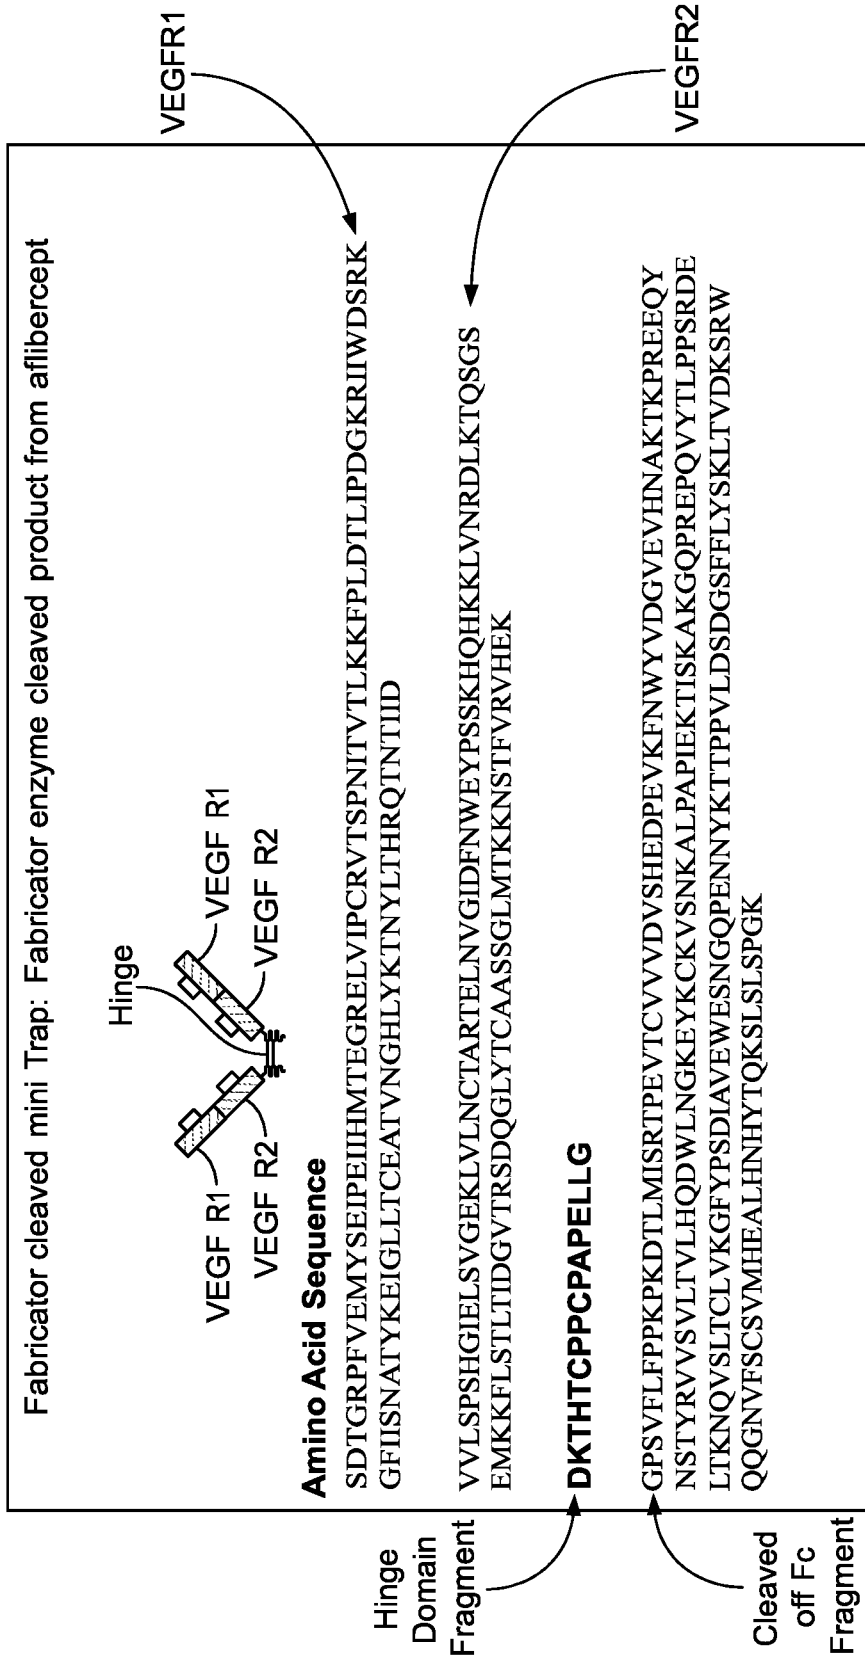 Fabricator cleaved mini Trap: Fabricator enzyme cleaved product from aflibercept
Hinge
VEGF R1
VEGF R2
VEGF R1
VEGF R2
Amino Acid Sequence
SDTGRPFVEMYSEIPEIIHMTEGRELVIPCRVTSPNITVTLKKFPLDTLIPDGKRIIWDSRK
GFIISNATYKEIGLLTCEATVNGHLYKTNYLTHRQTNTIID
VEGFR1
VVLSPSHGIELSVGEKLVLNCTARTELNVGIDFNWEYPSSKHQHKKLVNRDLKTQSGS
EMKKFLSTLTIDGVTRSDQGLYTCAASSGLMTKKNSTFVRVHEK
VEGFR2
Hinge
Domain
Fragment
DKTHTCPPCPAPELLG
GPSVFLFPPKPKDTLMISRTPEVTCVVVDVSHEDPEVKFNWYVDGVEVHNAKTKPREEQY
NSTYRVVSVLTVLHQDWLNGKEYKCKVSNKALPAPIEKTISKAKGQPREPQVYTLPPSRDE
LTKNQVSLTCLVKGFYPSDIAVEWESNGQPENNYKTTPPVLDSDGSFFLYSKLTVDKSRW
QQGNVFSCSVMHEALHNHYTQKSLSLSPGK
Cleaved
off Fc
Fragment